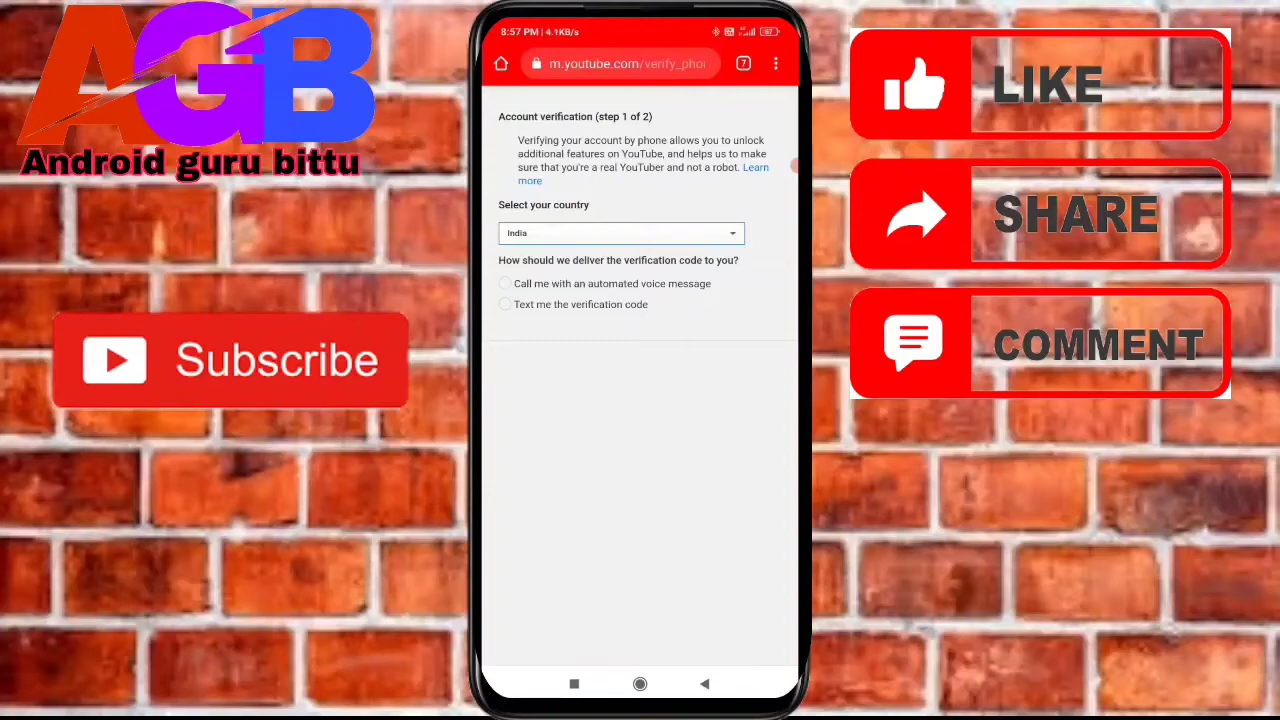 AGB
Android guru bittu
Subscribe
8:57 PM | 4.1KB/s
67
m.youtube.com/verify_pho
7
Account verification (step 1 of 2)
Verifying your account by phone allows you to unlock
additional features on YouTube, and helps us to make
sure that you're a real YouTuber and not a robot. Learn
more
Select your country
India
How should we deliver the verification code to you?
Call me with an automated voice message
Text me the verification code
LIKE
SHARE
COMMENT